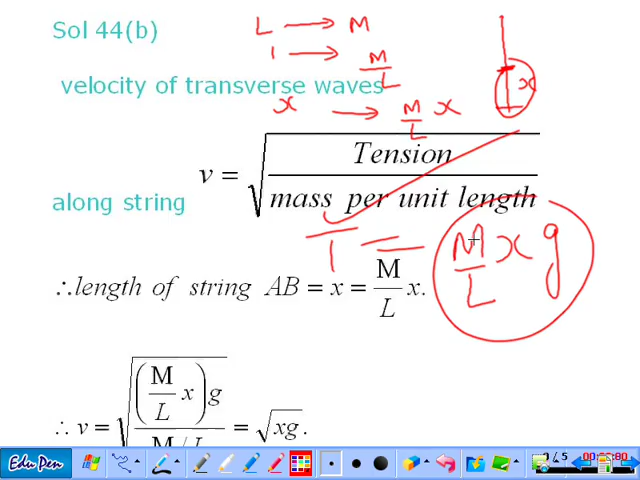 Sol 44(b)
L → M
1 → M/L
velocity of transverse waves
x → M/L x
x
v = √(Tension / mass per unit length)
along string
T = M/L x g
∴ length of string AB = x = M/L x.
∴ v = √((M/L x) g / M/L) = √xg.
Edu Pen
/ 5